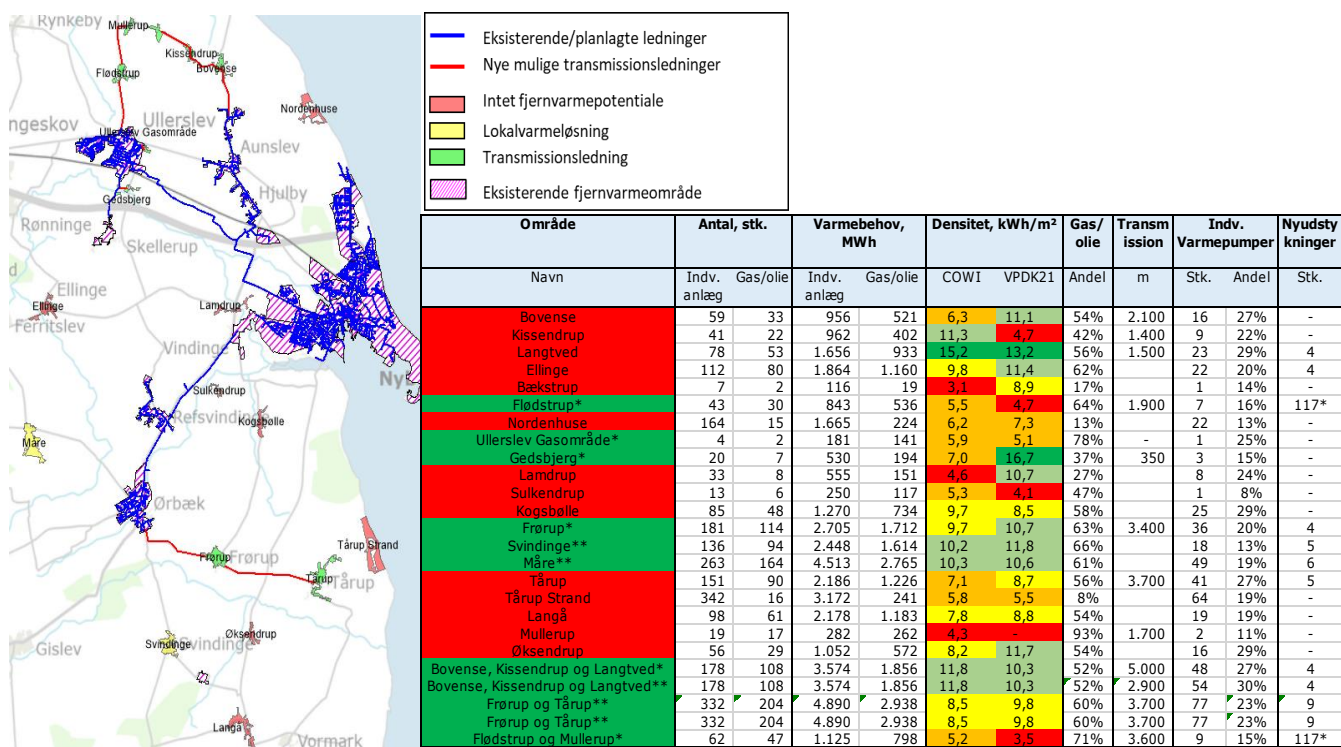 Rynkeby
Mullerup
Kissendrup
Bovense
Flødstrup
Nordenhuse
Ullerslev
ngeskov
Ullerslev Gasområde
Aunslev
Hjulby
Gedsbjerg
Rønninge
Skellerup
Ellinge
Ellinge
Lamdrup
Ferritslev
Vindinge
Sulkendrup
Refsvindinge
Kogsbølle
Måre
Ørbæk
Tårup Strand
Frørup
Frørup
Tårup
Tårup
Øksendrup
Svindinge
Svindinge
Gislev
Langå
Vormark
Eksisterende/planlagte ledninger
Nye mulige transmissionsledninger
Intet fjernvarmepotentiale
Lokalvarmeløsning
Transmissionsledning
Eksisterende fjernvarmeområde
Område Antal, stk. Varmebehov, MWh Densitet, kWh/m² Gas/olie Transmission Indv. Varmepumper Nyudstykninger
Navn Indv. anlæg Gas/olie Indv. anlæg Gas/olie COWI VPDK21 Andel m Stk. Andel Stk.
Bovense 59 33 956 521 6,3 11,1 54% 2.100 16 27% -
Kissendrup 41 22 962 402 11,3 4,7 42% 1.400 9 22% -
Langtved 78 53 1.656 933 15,2 13,2 56% 1.500 23 29% 4
Ellinge 112 80 1.864 1.160 9,8 11,4 62% 22 20% 4
Bækstrup 7 2 116 19 3,1 8,9 17% 1 14% -
Flødstrup* 43 30 843 536 5,5 4,7 64% 1.900 7 16% 117*
Nordenhuse 164 15 1.665 224 6,2 7,3 13% 22 13% -
Ullerslev Gasområde* 4 2 181 141 5,9 5,1 78% - 1 25% -
Gedsbjerg* 20 7 530 194 7,0 16,7 37% 350 3 15% -
Lamdrup 33 8 555 151 4,6 10,7 27% 8 24% -
Sulkendrup 13 6 250 117 5,3 4,1 47% 1 8% -
Kogsbølle 85 48 1.270 734 9,7 8,5 58% 25 29% -
Frørup* 181 114 2.705 1.712 9,7 10,7 63% 3.400 36 20% 4
Svindinge** 136 94 2.448 1.614 10,2 11,8 66% 18 13% 5
Måre** 263 164 4.513 2.765 10,3 10,6 61% 49 19% 6
Tårup 151 90 2.186 1.226 7,1 8,7 56% 3.700 41 27% 5
Tårup Strand 342 16 3.172 241 5,8 5,5 8% 64 19% -
Langå 98 61 2.178 1.183 7,8 8,8 54% 19 19% -
Mullerup 19 17 282 262 4,3 - 93% 1.700 2 11% -
Øksendrup 56 29 1.052 572 8,2 11,7 54% 16 29% -
Bovense, Kissendrup og Langtved* 178 108 3.574 1.856 11,8 10,3 52% 5.000 48 27% 4
Bovense, Kissendrup og Langtved** 178 108 3.574 1.856 11,8 10,3 52% 2.900 54 30% 4
Frørup og Tårup** 332 204 4.890 2.938 8,5 9,8 60% 3.700 77 23% 9
Frørup og Tårup** 332 204 4.890 2.938 8,5 9,8 60% 3.700 77 23% 9
Flødstrup og Mullerup* 62 47 1.125 798 5,2 3,5 71% 3.600 9 15% 117*